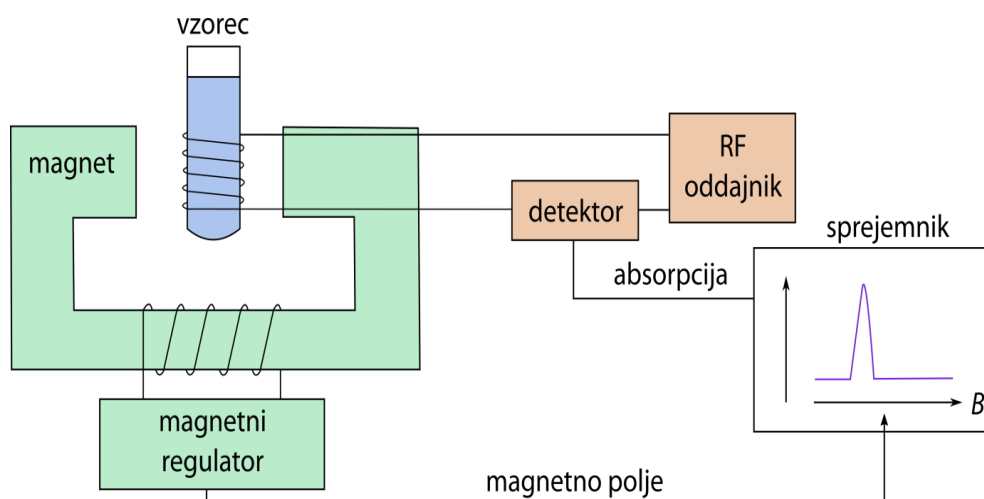 vzorec
magnet
RF
oddajnik
detektor
sprejemnik
absorpcija
B
magnetni
regulator
magnetno polje